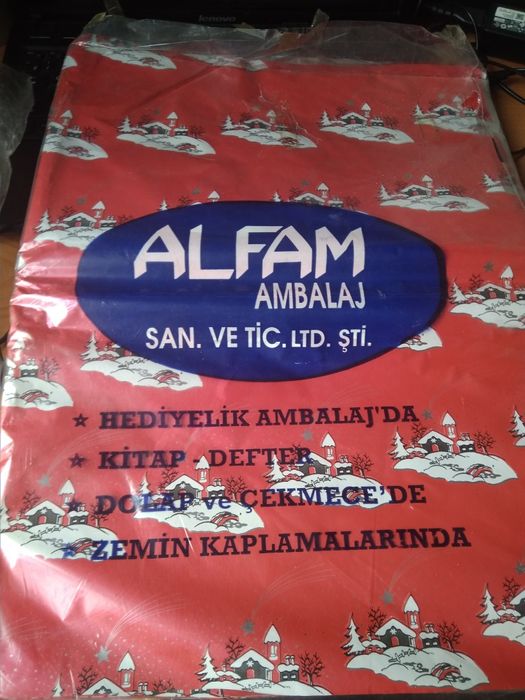 lenovo
ALFAM
AMBALAJ
SAN. VE TİC. LTD. ŞTİ.
☆ HEDİYELİK AMBALAJ'DA
☆ KİTAP DEFTER
☆ DOLAP ve ÇEKMECE'DE
☆ ZEMİN KAPLAMALARINDA